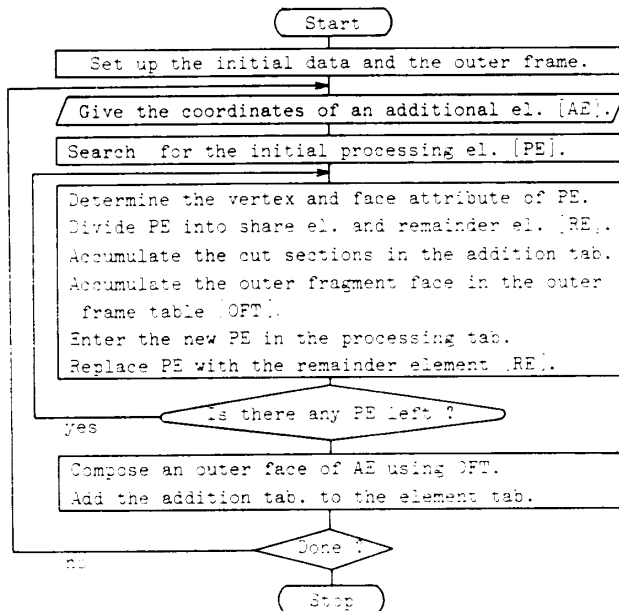 Start
Set up the initial data and the outer frame.
Give the coordinates of an additional el. [AE].
Search for the initial processing el. [PE].
Determine the vertex and face attribute of PE.
Divide PE into share el. and remainder el. [RE].
Accumulate the cut sections in the addition tab.
Accumulate the outer fragment face in the outer
frame table [OFT].
Enter the new PE in the processing tab.
Replace PE with the remainder element [RE].
Is there any PE left ?
yes
Compose an outer face of AE using OFT.
Add the addition tab. to the element tab.
Done ?
no
Stop